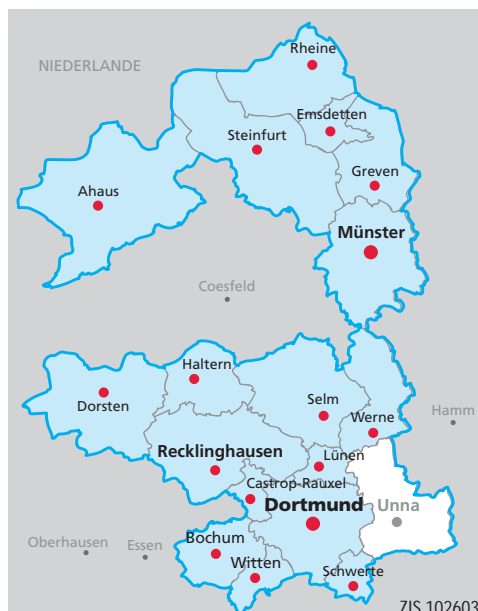 Rheine
NIEDERLANDE
Emsdetten
Steinfurt
Greven
Ahaus
Münster
Coesfeld
Haltern
Dorsten
Selm
Hamm
Werne
Recklinghausen
Lünen
Castrop-Rauxel
Dortmund
Unna
Bochum
Oberhausen
Essen
Witten
Schwerte
ZIS 102603